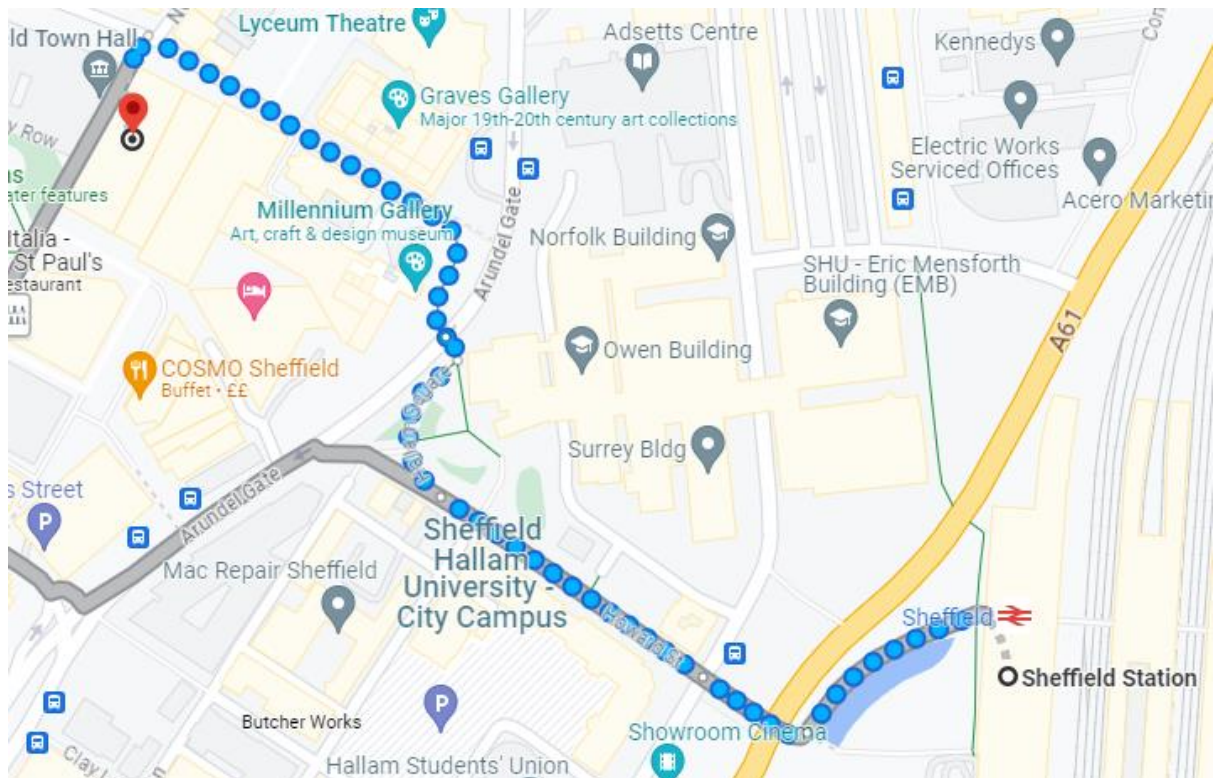 Lyceum Theatre
ld Town Hall
Adsetts Centre
Kennedys
Graves Gallery
Major 19th-20th century art collections
Row
Electric Works
Serviced Offices
Acero Marketin
ater features
Millennium Gallery
Art, craft & design museum
Arundel Gate
Norfolk Building
SHU - Eric Mensforth
Building (EMB)
Italia -
St Paul's
estaurant
A61
COSMO Sheffield
Buffet • ££
Owen Building
Surrey Bldg
s Street
P
Arundel Gate
Sheffield
Hallam
University -
City Campus
Mac Repair Sheffield
Howard St
Sheffield
Sheffield Station
Butcher Works
P
Showroom Cinema
Hallam Students' Union